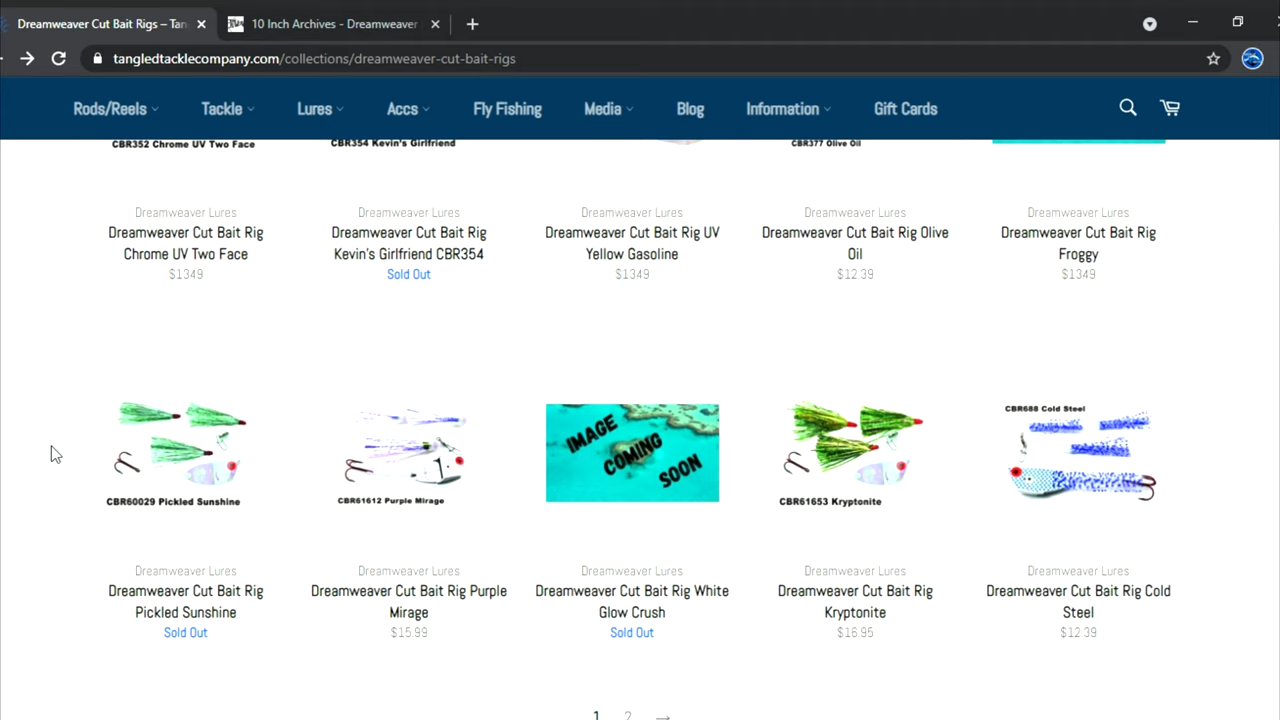 Dreamweaver Cut Bait Rigs – Tan
10 Inch Archives - Dreamweaver
tangledtacklecompany.com/collections/dreamweaver-cut-bait-rigs
Rods/Reels Tackle Lures Accs Fly Fishing Media Blog Information Gift Cards
CBR352 Chrome UV Two Face
CBR354 Kevin's Girlfriend
CBR377 Olive Oil
Dreamweaver Lures
Dreamweaver Cut Bait Rig
Chrome UV Two Face
$1349
Dreamweaver Lures
Dreamweaver Cut Bait Rig
Kevin's Girlfriend CBR354
Sold Out
Dreamweaver Lures
Dreamweaver Cut Bait Rig UV
Yellow Gasoline
$1349
Dreamweaver Lures
Dreamweaver Cut Bait Rig Olive
Oil
$12.39
Dreamweaver Lures
Dreamweaver Cut Bait Rig
Froggy
$1349
CBR60029 Pickled Sunshine
Dreamweaver Lures
Dreamweaver Cut Bait Rig
Pickled Sunshine
Sold Out
CBR61612 Purple Mirage
Dreamweaver Lures
Dreamweaver Cut Bait Rig Purple
Mirage
$15.99
IMAGE
COMING
SOON
Dreamweaver Lures
Dreamweaver Cut Bait Rig White
Glow Crush
Sold Out
CBR61653 Kryptonite
Dreamweaver Lures
Dreamweaver Cut Bait Rig
Kryptonite
$16.95
CBR688 Cold Steel
Dreamweaver Lures
Dreamweaver Cut Bait Rig Cold
Steel
$12.39
1 2 →